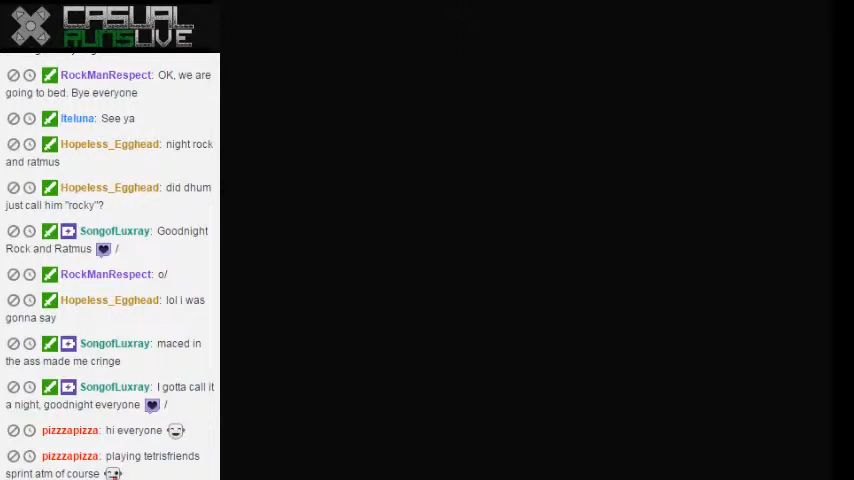 CASUAL
RUNSLIVE
RockManRespect: OK, we are
going to bed. Bye everyone
Iteluna: See ya
Hopeless_Egghead: night rock
and ratmus
Hopeless_Egghead: did dhum
just call him "rocky"?
SongofLuxray: Goodnight
Rock and Ratmus /
RockManRespect: o/
Hopeless_Egghead: lol i was
gonna say
SongofLuxray: maced in
the ass made me cringe
SongofLuxray: I gotta call it
a night, goodnight everyone /
pizzzapizza: hi everyone
pizzzapizza: playing tetrisfriends
sprint atm of course